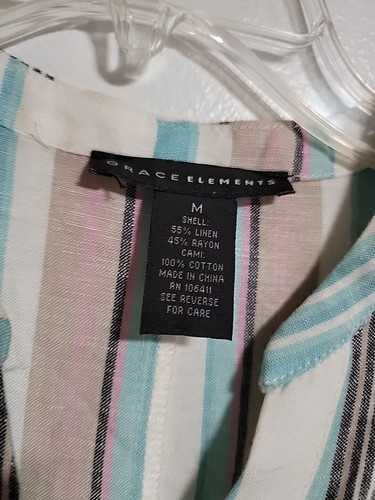 GRACE ELEMENTS
M
SHELL:
55% LINEN
45% RAYON
CAMI:
100% COTTON
MADE IN CHINA
RN 106411
SEE REVERSE
FOR CARE